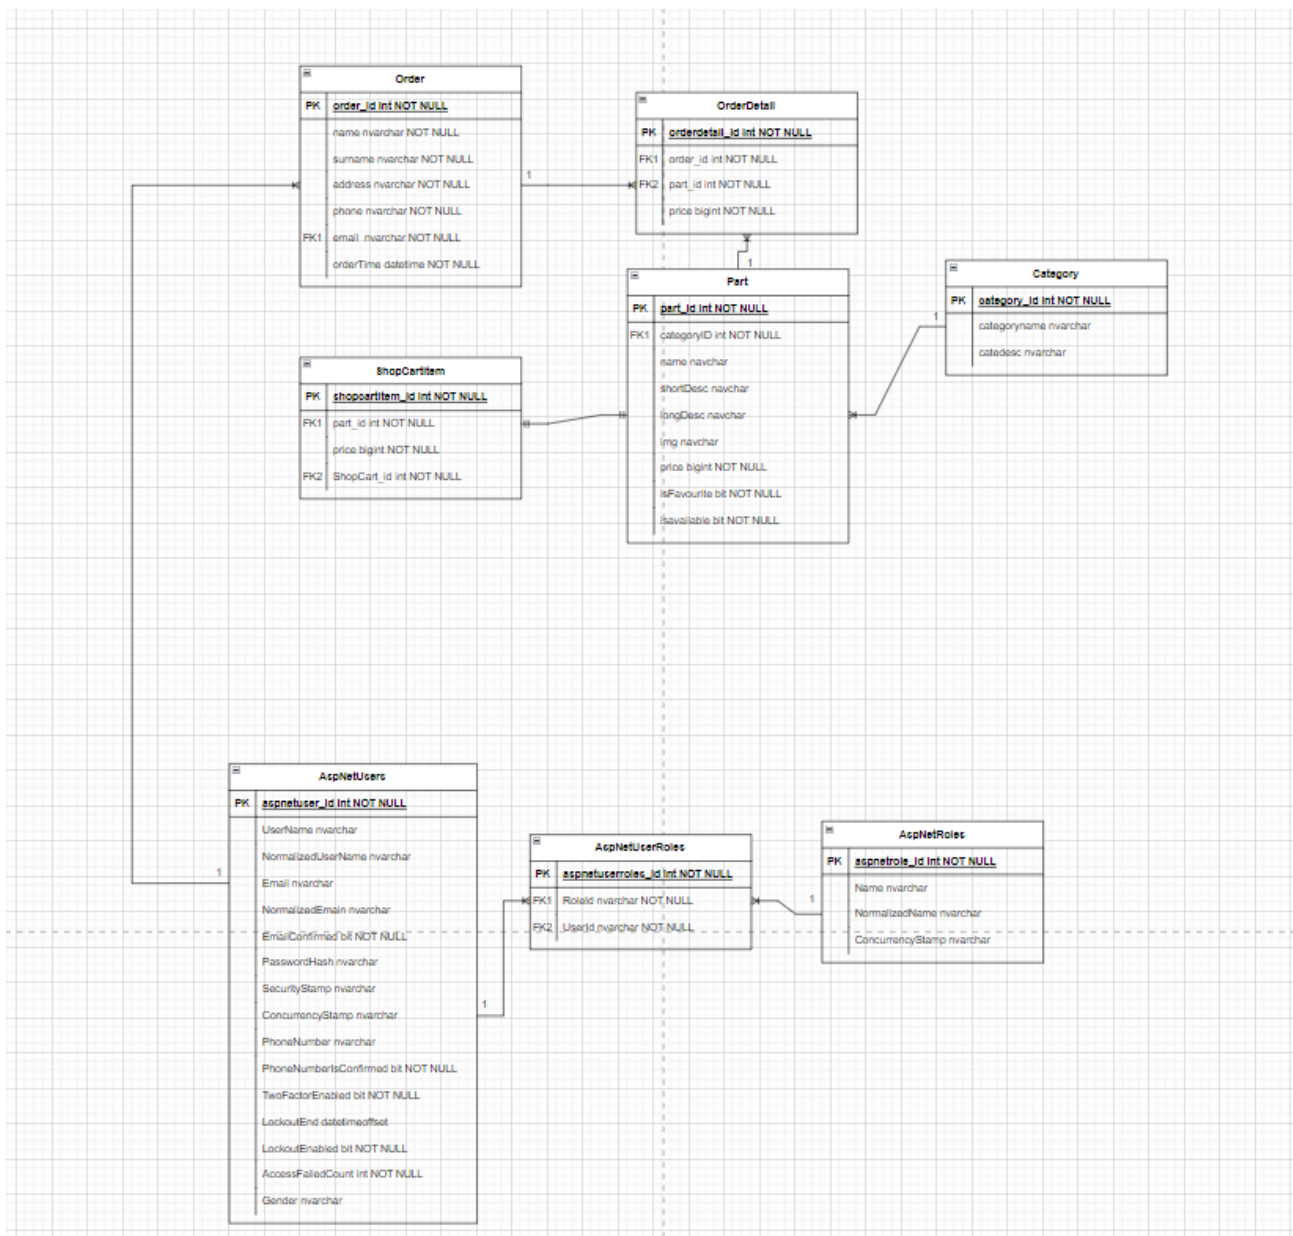 Order
PK order_id int NOT NULL
name nvarchar NOT NULL
surname nvarchar NOT NULL
address nvarchar NOT NULL
phone nvarchar NOT NULL
FK1 email nvarchar NOT NULL
orderTime datetime NOT NULL
1
OrderDetail
PK orderdetail_id int NOT NULL
FK1 order_id int NOT NULL
FK2 part_id int NOT NULL
price bigint NOT NULL
1
Part
PK part_id int NOT NULL
FK1 categoryID int NOT NULL
name navchar
shortDesc navchar
longDesc navchar
img navchar
price bigint NOT NULL
isFavourite bit NOT NULL
isavailable bit NOT NULL
1
Category
PK category_id int NOT NULL
categoryname nvarchar
catedesc nvarchar
ShopCartItem
PK shopcartitem_id int NOT NULL
FK1 part_id int NOT NULL
price bigint NOT NULL
FK2 ShopCart_id int NOT NULL
AspNetUsers
PK aspnetuser_id int NOT NULL
UserName nvarchar
NormalizedUserName nvarchar
1
Email nvarchar
NormalizedEmain nvarchar
EmailConfirmed bit NOT NULL
PasswordHash nvarchar
SecurityStamp nvarchar
ConcurrencyStamp nvarchar
PhoneNumber nvarchar
PhoneNumberIsConfirmed bit NOT NULL
TwoFactorEnabled bit NOT NULL
LockoutEnd datetimeoffset
LockoutEnabled bit NOT NULL
AccessFailedCount int NOT NULL
Gender nvarchar
1
AspNetUserRoles
PK aspnetuserroles_id int NOT NULL
FK1 RoleId nvarchar NOT NULL
FK2 UserId nvarchar NOT NULL
1
AspNetRoles
PK aspnetrole_id int NOT NULL
Name nvarchar
NormalizedName nvarchar
ConcurrencyStamp nvarchar